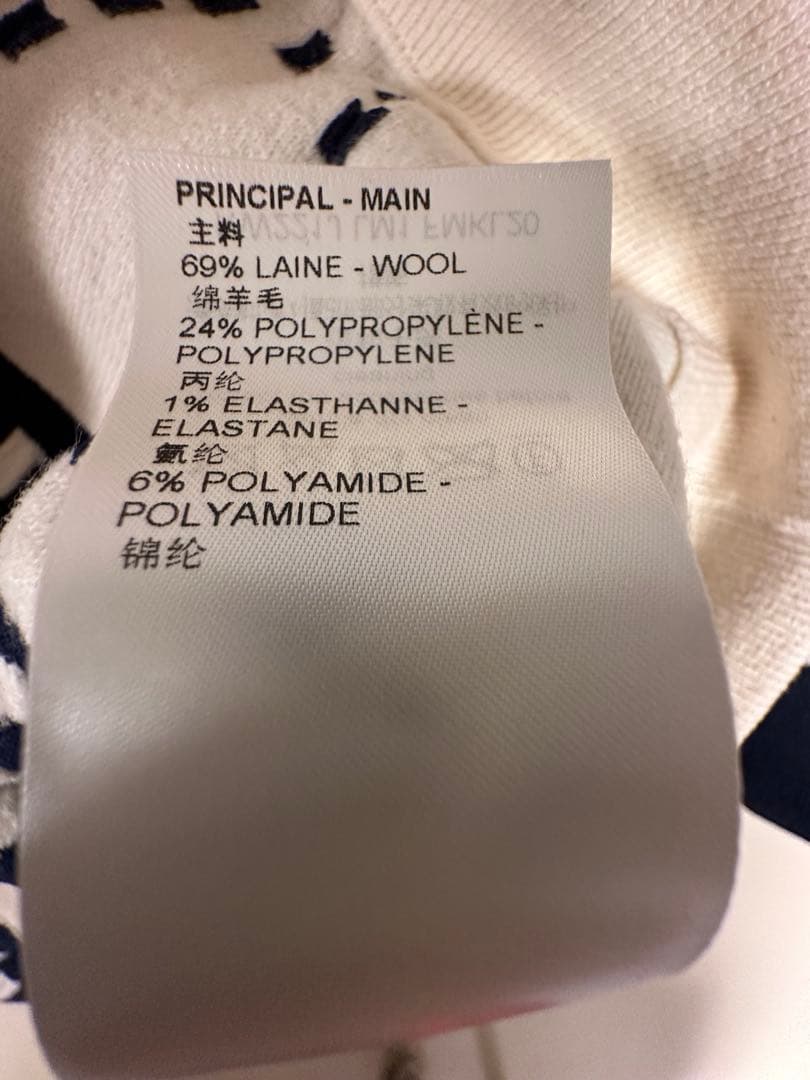 PRINCIPAL - MAIN
主料
69% LAINE - WOOL
绵羊毛
24% POLYPROPYLÈNE -
POLYPROPYLENE
丙纶
1% ELASTHANNE -
ELASTANE
氨纶
6% POLYAMIDE -
POLYAMIDE
锦纶